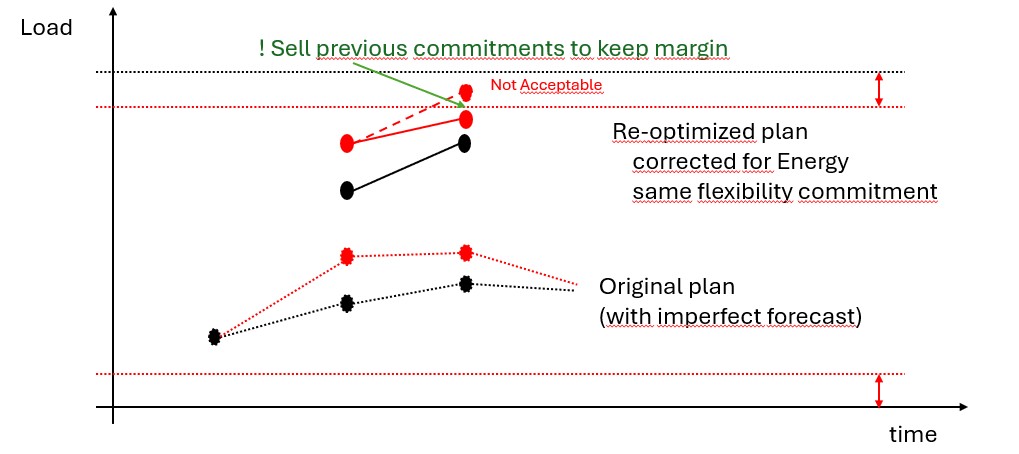 Load
! Sell previous commitments to keep margin
Not Acceptable
Re-optimized plan
corrected for Energy
same flexibility commitment
Original plan
(with imperfect forecast)
time